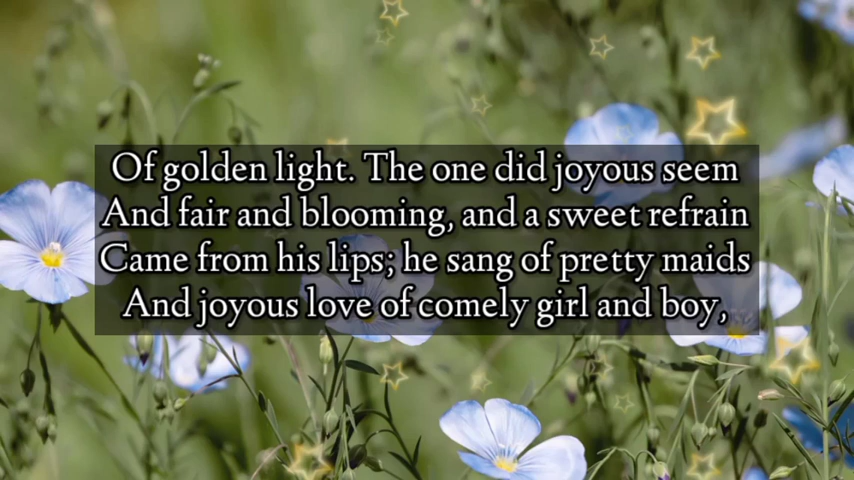 Of golden light. The one did joyous seem
And fair and blooming, and a sweet refrain
Came from his lips; he sang of pretty maids
And joyous love of comely girl and boy,